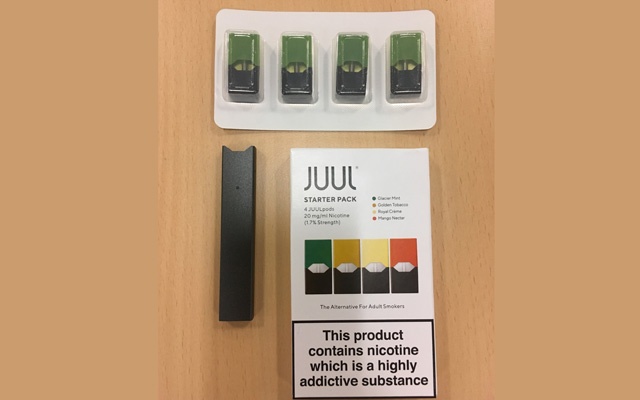 JUUL
STARTER PACK
4 JUULpods
20 mg/ml Nicotine
(1.7% Strength)
Glacier Mint
Golden Tobacco
Royal Creme
Mango Nectar
The Alternative For Adult Smokers
This product
contains nicotine
which is a highly
addictive substance